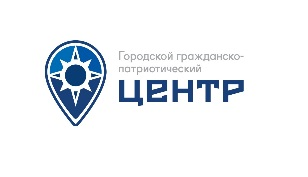 Городской гражданско-
патриотический
ЦЕНТР